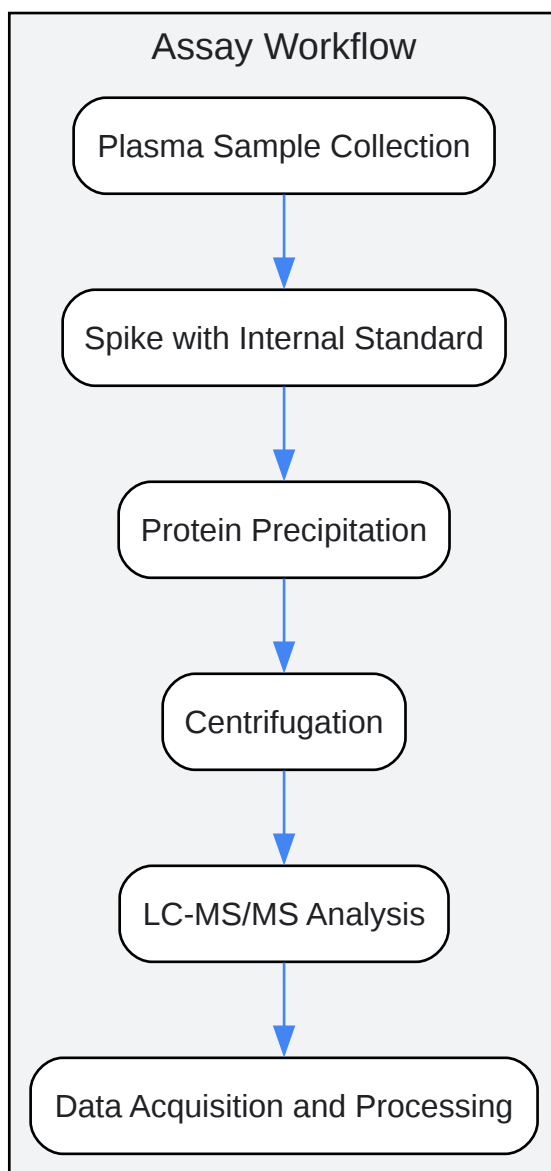 Assay Workflow
Plasma Sample Collection
Spike with Internal Standard
Protein Precipitation
Centrifugation
LC-MS/MS Analysis
Data Acquisition and Processing